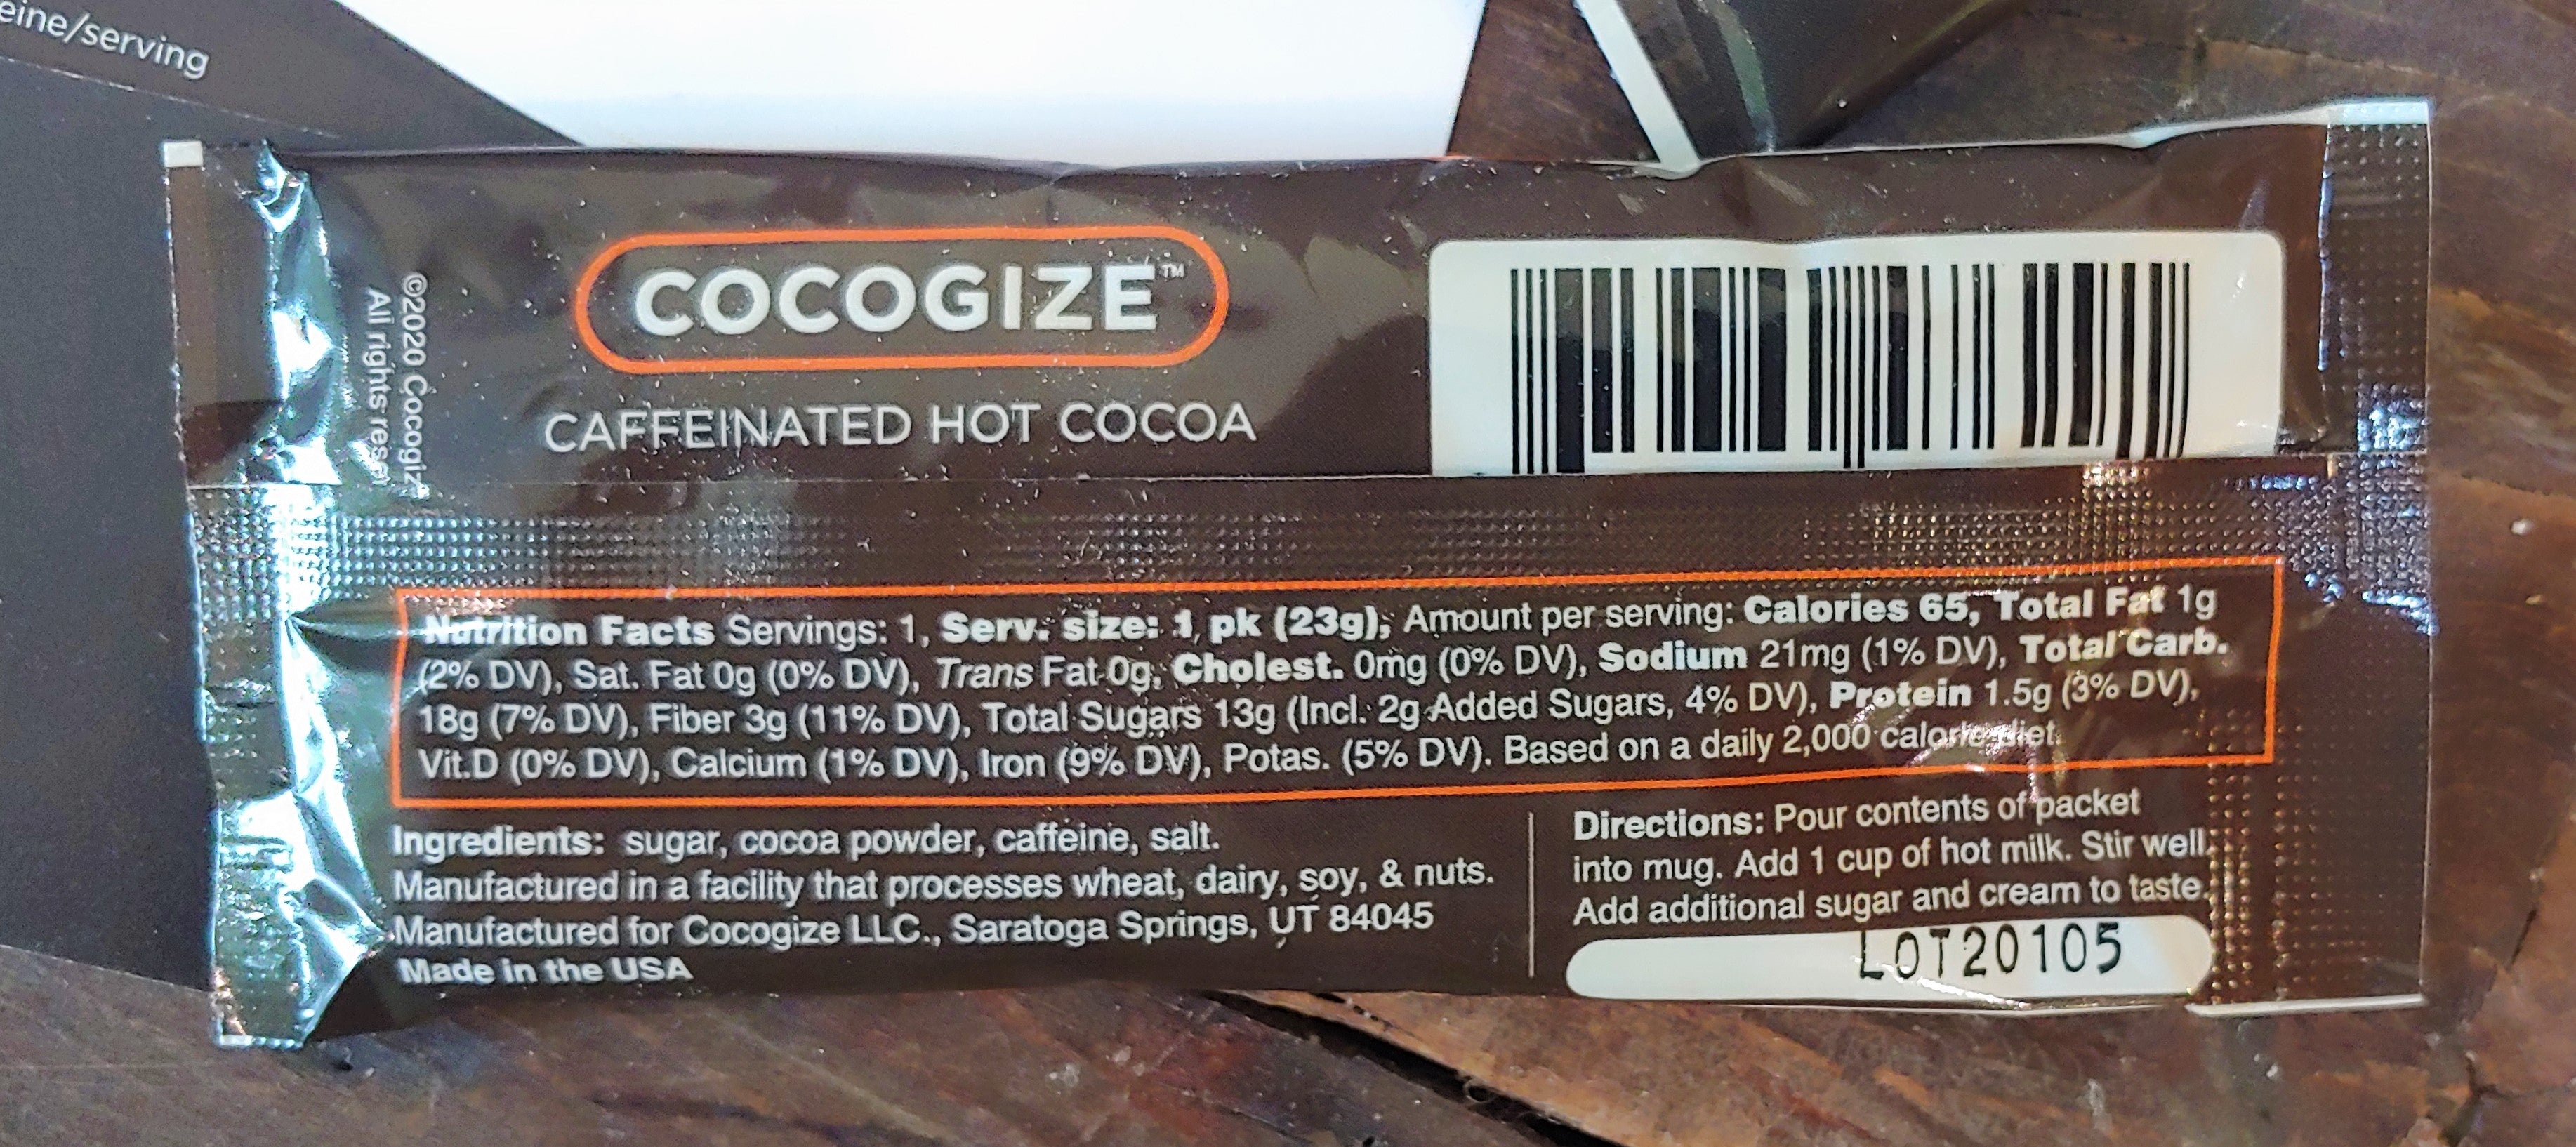 eine/serving
©2020 Cocogiz
All rights rese
COCOGIZE™
CAFFEINATED HOT COCOA
Nutrition Facts Servings: 1, Serv. size: 1 pk (23g), Amount per serving: Calories 65, Total Fat 1g
(2% DV), Sat. Fat 0g (0% DV), Trans Fat 0g, Cholest. 0mg (0% DV), Sodium 21mg (1% DV), Total Carb.
18g (7% DV), Fiber 3g (11% DV), Total Sugars 13g (Incl. 2g Added Sugars, 4% DV), Protein 1.5g (3% DV),
Vit.D (0% DV), Calcium (1% DV), Iron (9% DV), Potas. (5% DV). Based on a daily 2,000 calorie diet.
Ingredients: sugar, cocoa powder, caffeine, salt.
Manufactured in a facility that processes wheat, dairy, soy, & nuts.
Manufactured for Cocogize LLC., Saratoga Springs, UT 84045
Made in the USA
Directions: Pour contents of packet
into mug. Add 1 cup of hot milk. Stir well.
Add additional sugar and cream to taste.
LOT20105